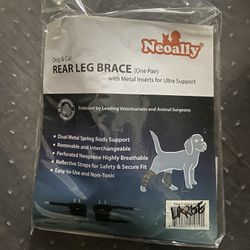 Neoally
Dog & Cat
REAR LEG BRACE (One Pair)
with Metal Inserts for Ultra Support
Endorsed by Leading Veterinarians and Animal Surgeons
• Dual Metal Spring Rods Support
• Removable and Interchangeable
• Perforated Neoprene Highly Breathable
• Reflective Straps for Safety & Secure Fit
• Easy-to-Use and Non-Toxic
LARGE